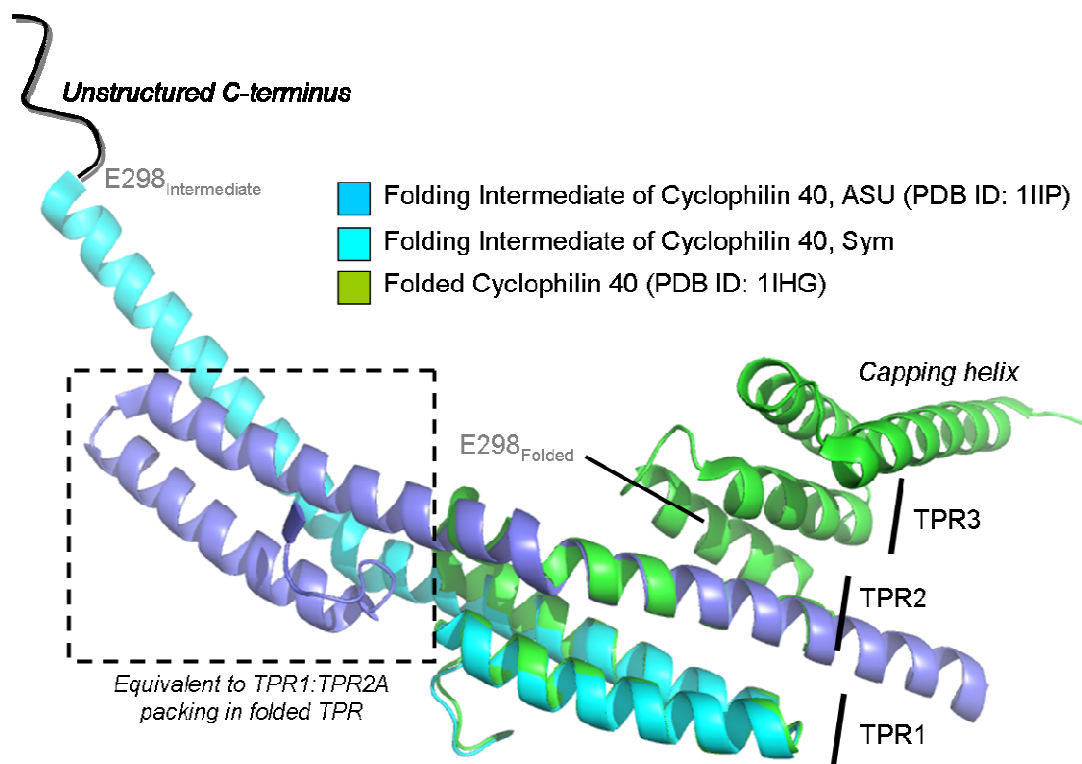 Unstructured C-terminus
E298Intermediate
Folding Intermediate of Cyclophilin 40, ASU (PDB ID: 1IIP)
Folding Intermediate of Cyclophilin 40, Sym
Folded Cyclophilin 40 (PDB ID: 1IHG)
Capping helix
E298Folded
TPR3
TPR2
TPR1
Equivalent to TPR1:TPR2A
packing in folded TPR